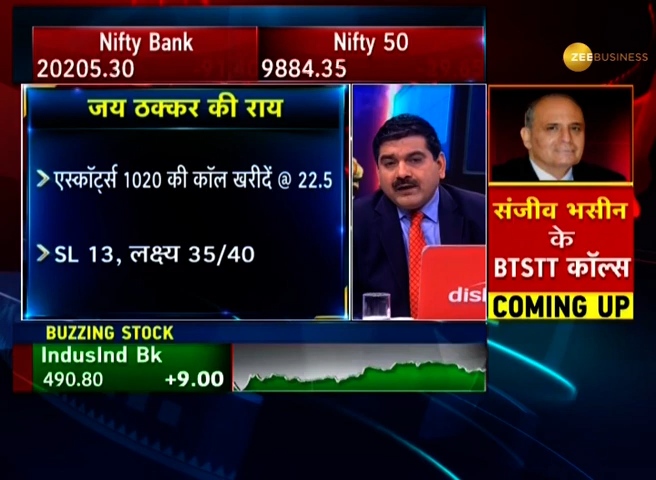 Nifty Bank
20205.30
Nifty 50
9884.35
ZEE BUSINESS
जय ठक्कर की राय
एस्कॉर्ट्स 1020 की कॉल खरीदें @ 22.5
SL 13, लक्ष्य 35/40
संजीव भसीन
के
BTSTT कॉल्स
COMING UP
BUZZING STOCK
IndusInd Bk
490.80 +9.00